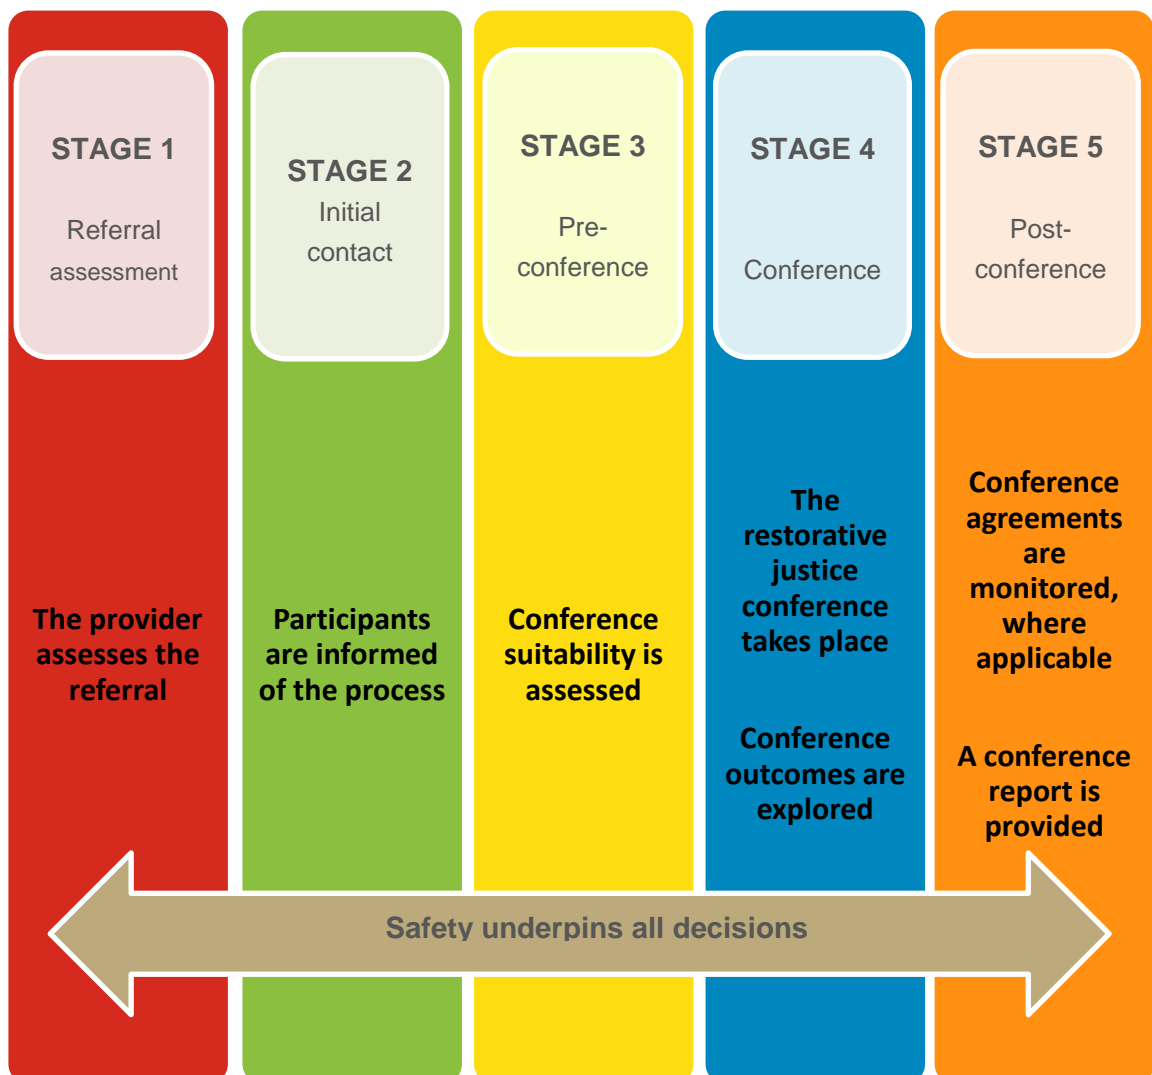 STAGE 1
Referral
assessment
The provider
assesses the
referral
STAGE 2
Initial
contact
Participants
are informed
of the process
STAGE 3
Pre-
conference
Conference
suitability is
assessed
STAGE 4
Conference
The
restorative
justice
conference
takes place
Conference
outcomes are
explored
STAGE 5
Post-
conference
Conference
agreements
are
monitored,
where
applicable
A conference
report is
provided
Safety underpins all decisions